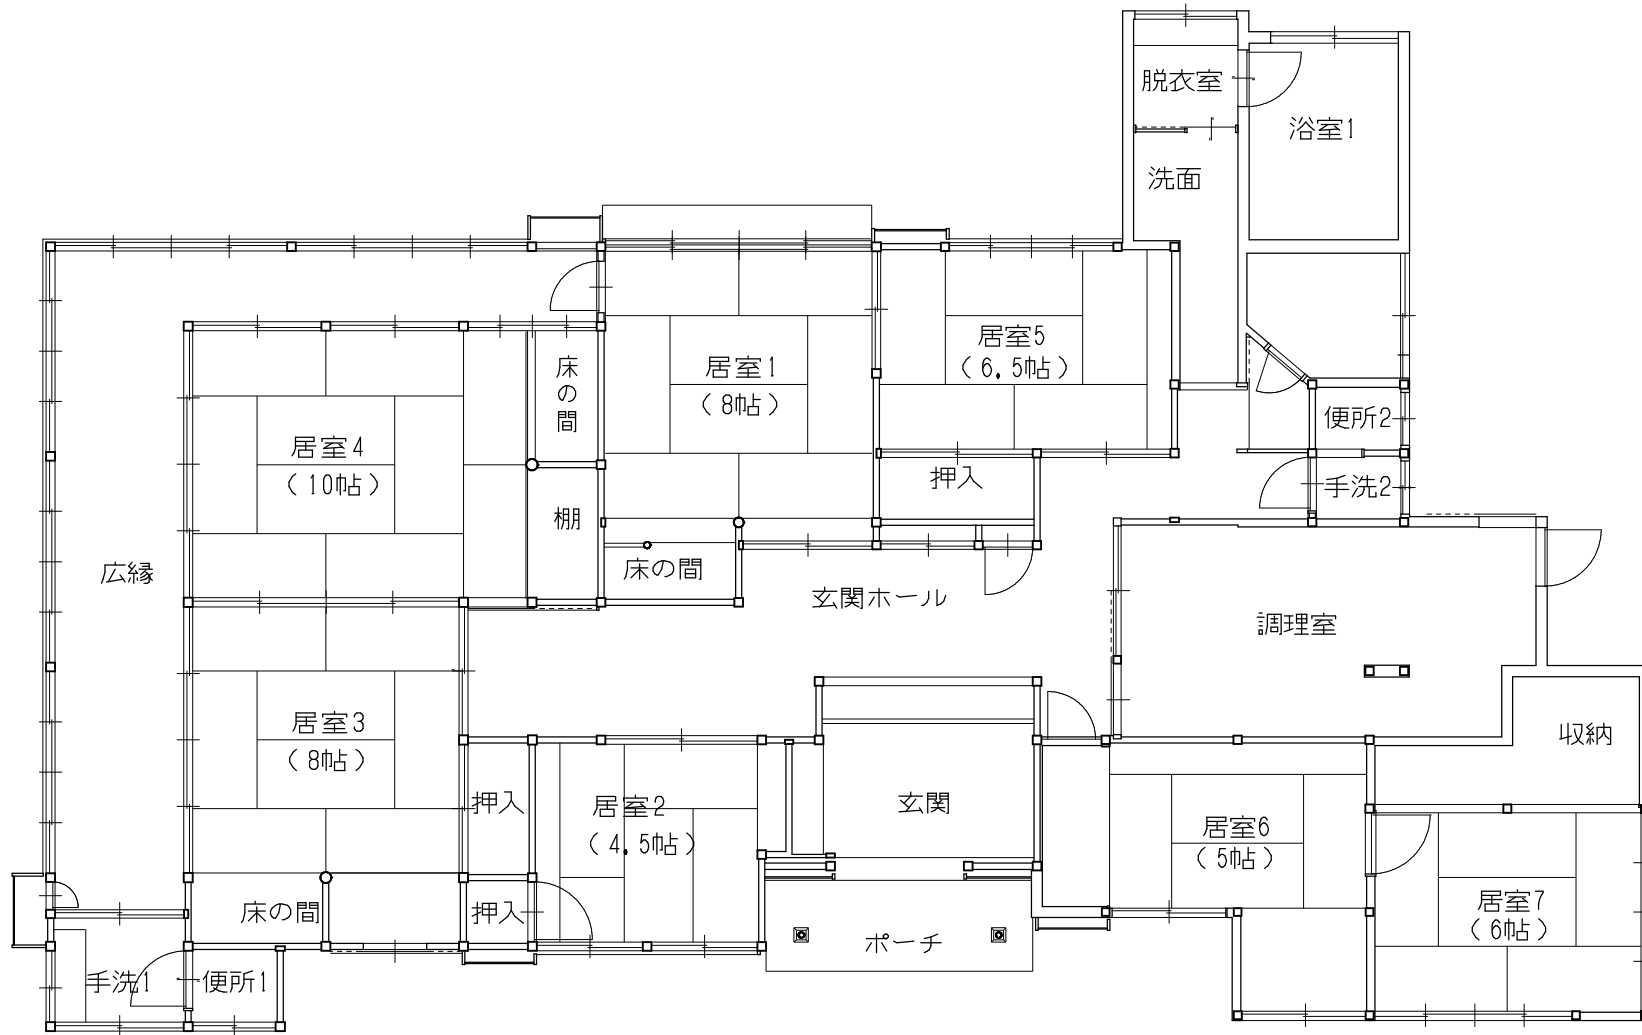 脱衣室
浴室1
洗面
床の間
居室1
（8帖）
居室5
（6.5帖）
便所2
居室4
（10帖）
棚
押入
手洗2
広縁
床の間
玄関ホール
調理室
居室3
（8帖）
収納
押入
居室2
（4.5帖）
玄関
居室6
（5帖）
床の間
押入
ポーチ
居室7
（6帖）
手洗1
便所1